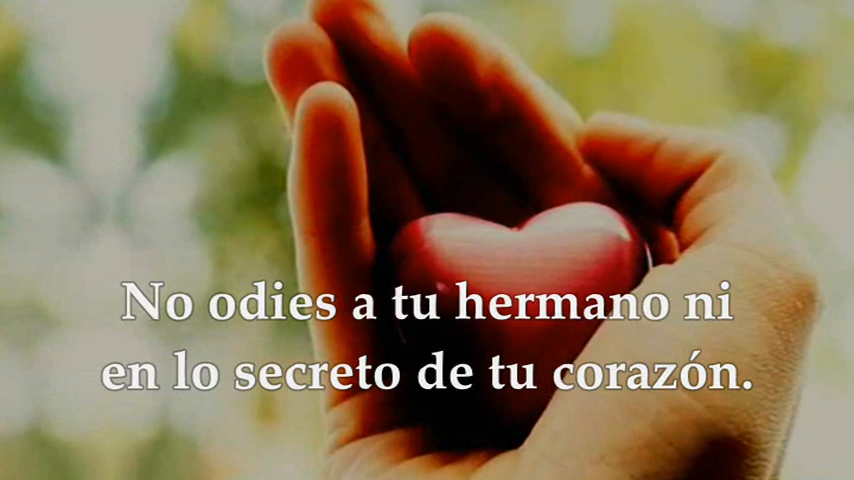 No odies a tu hermano ni
en lo secreto de tu corazón.